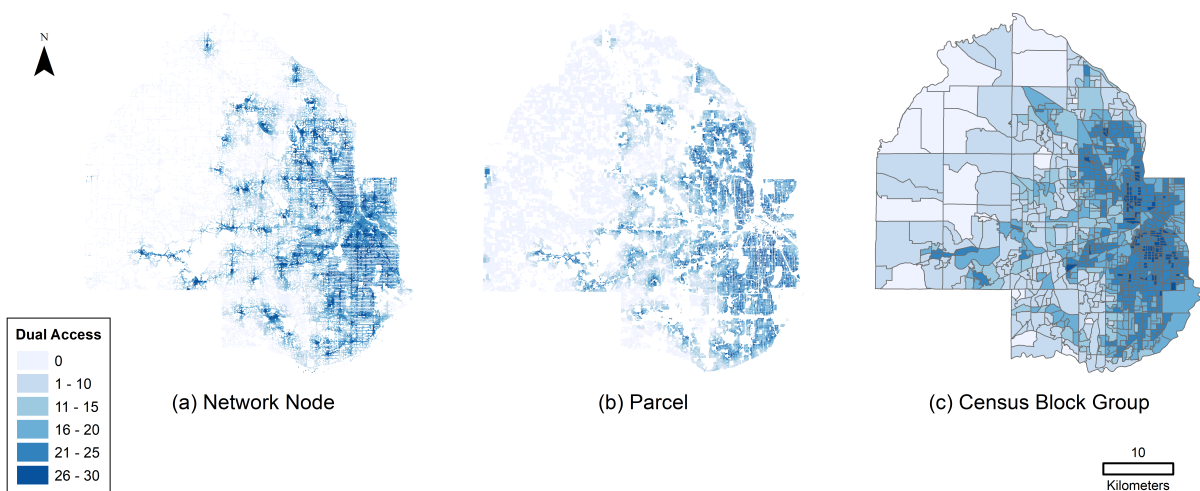 N
Dual Access
0
1 - 10
11 - 15
16 - 20
21 - 25
26 - 30
(a) Network Node
(b) Parcel
(c) Census Block Group
10
Kilometers